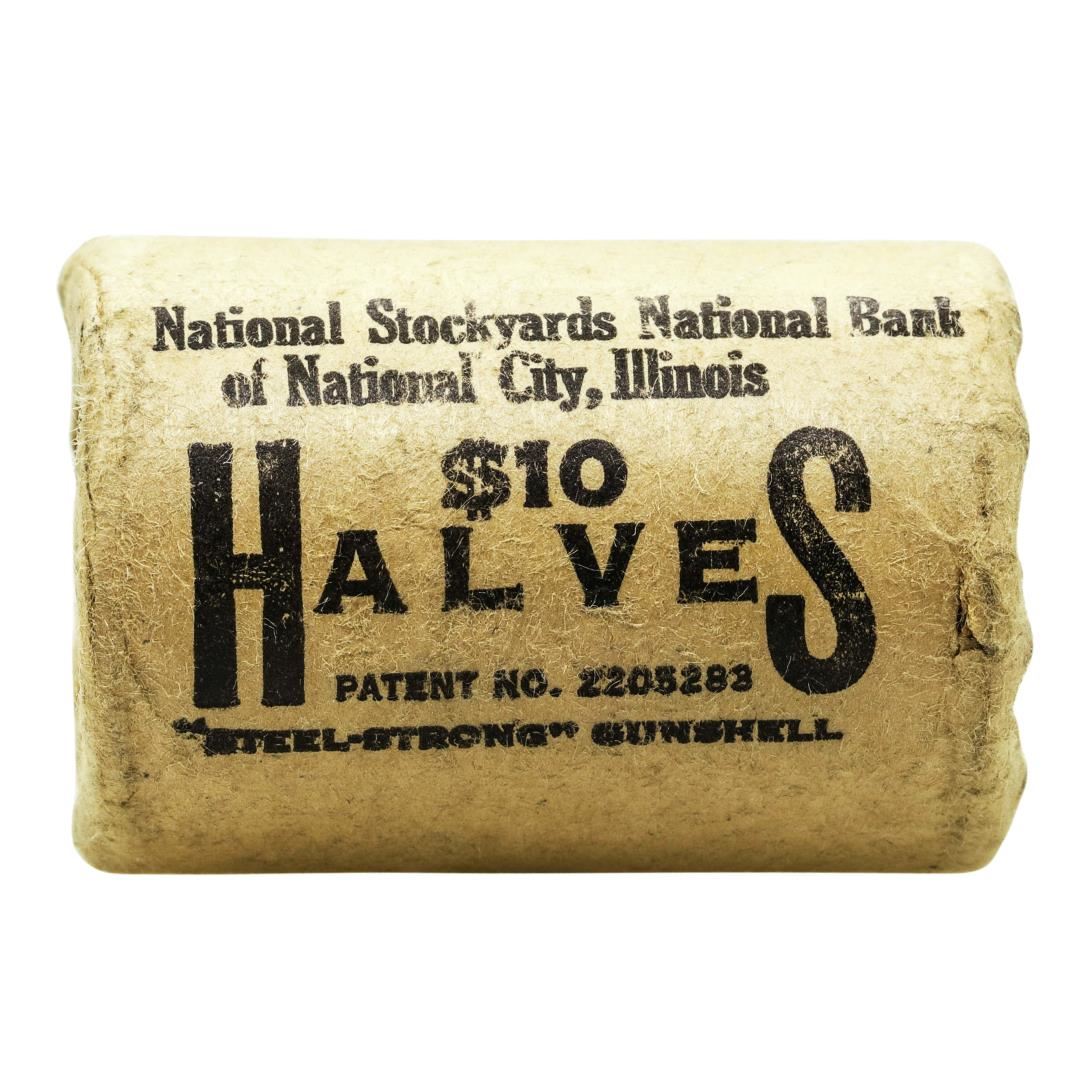 National Stockyards National Bank
of National City, Illinois
$10
HALVES
PATENT NO. 2205283
"STEEL-STRONG" GUNSHELL